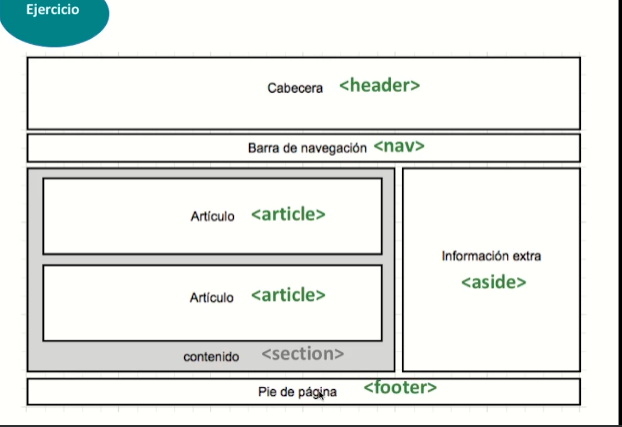 Ejercicio
Cabecera <header>
Barra de navegación <nav>
Artículo <article>
Artículo <article>
contenido <section>
Información extra
<aside>
Pie de página <footer>